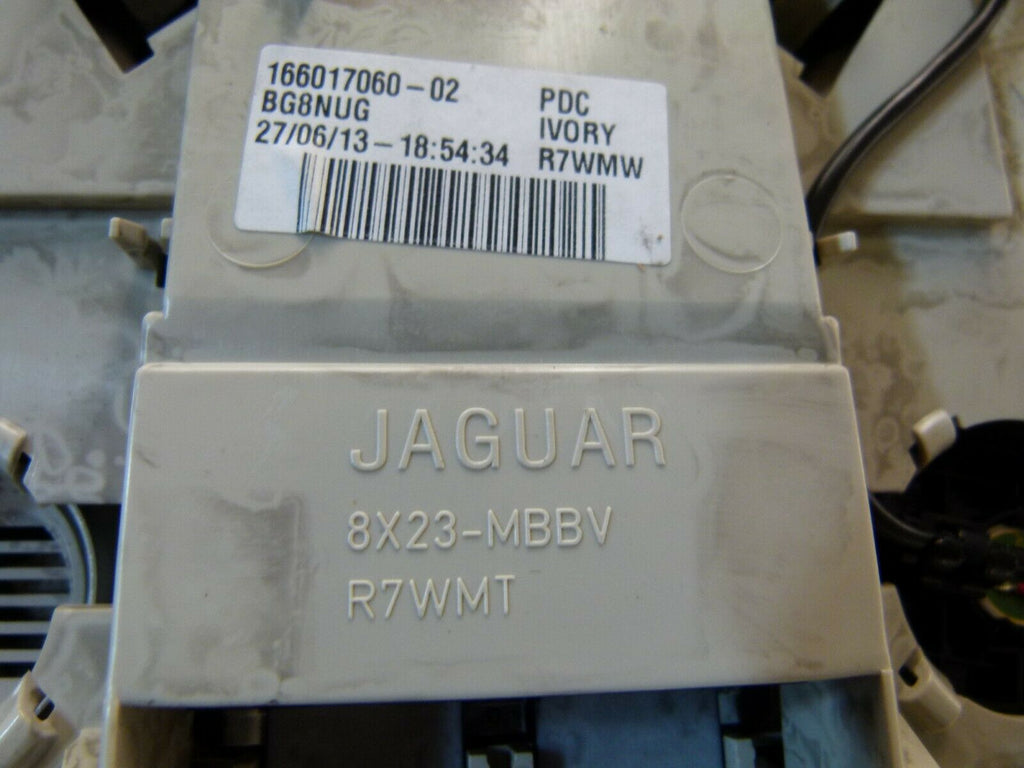 166017060-02 PDC
BG8NUG IVORY
27/06/13-18:54:34 R7WMW
JAGUAR
8X23-MBBV
R7WMT